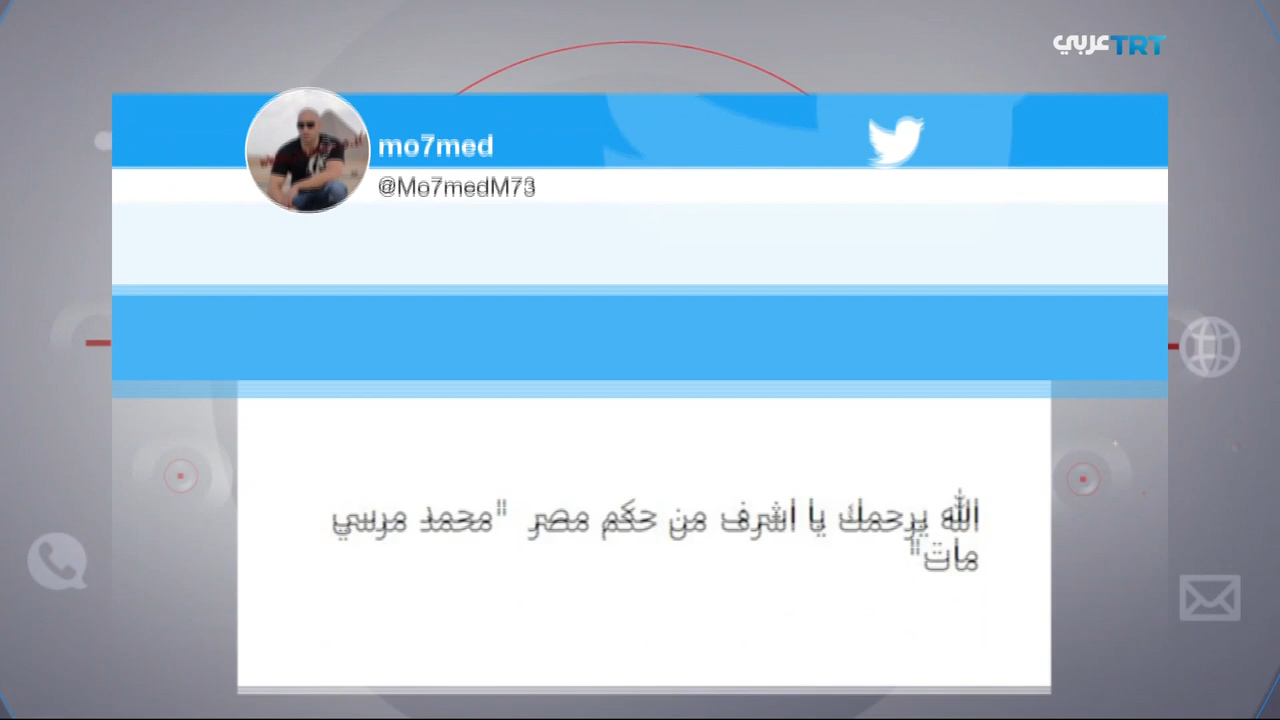 TRT عربي
mo7med
@Mo7medM73
الله يرحمك يا اشرف من حكم مصر "محمد مرسي
مات"